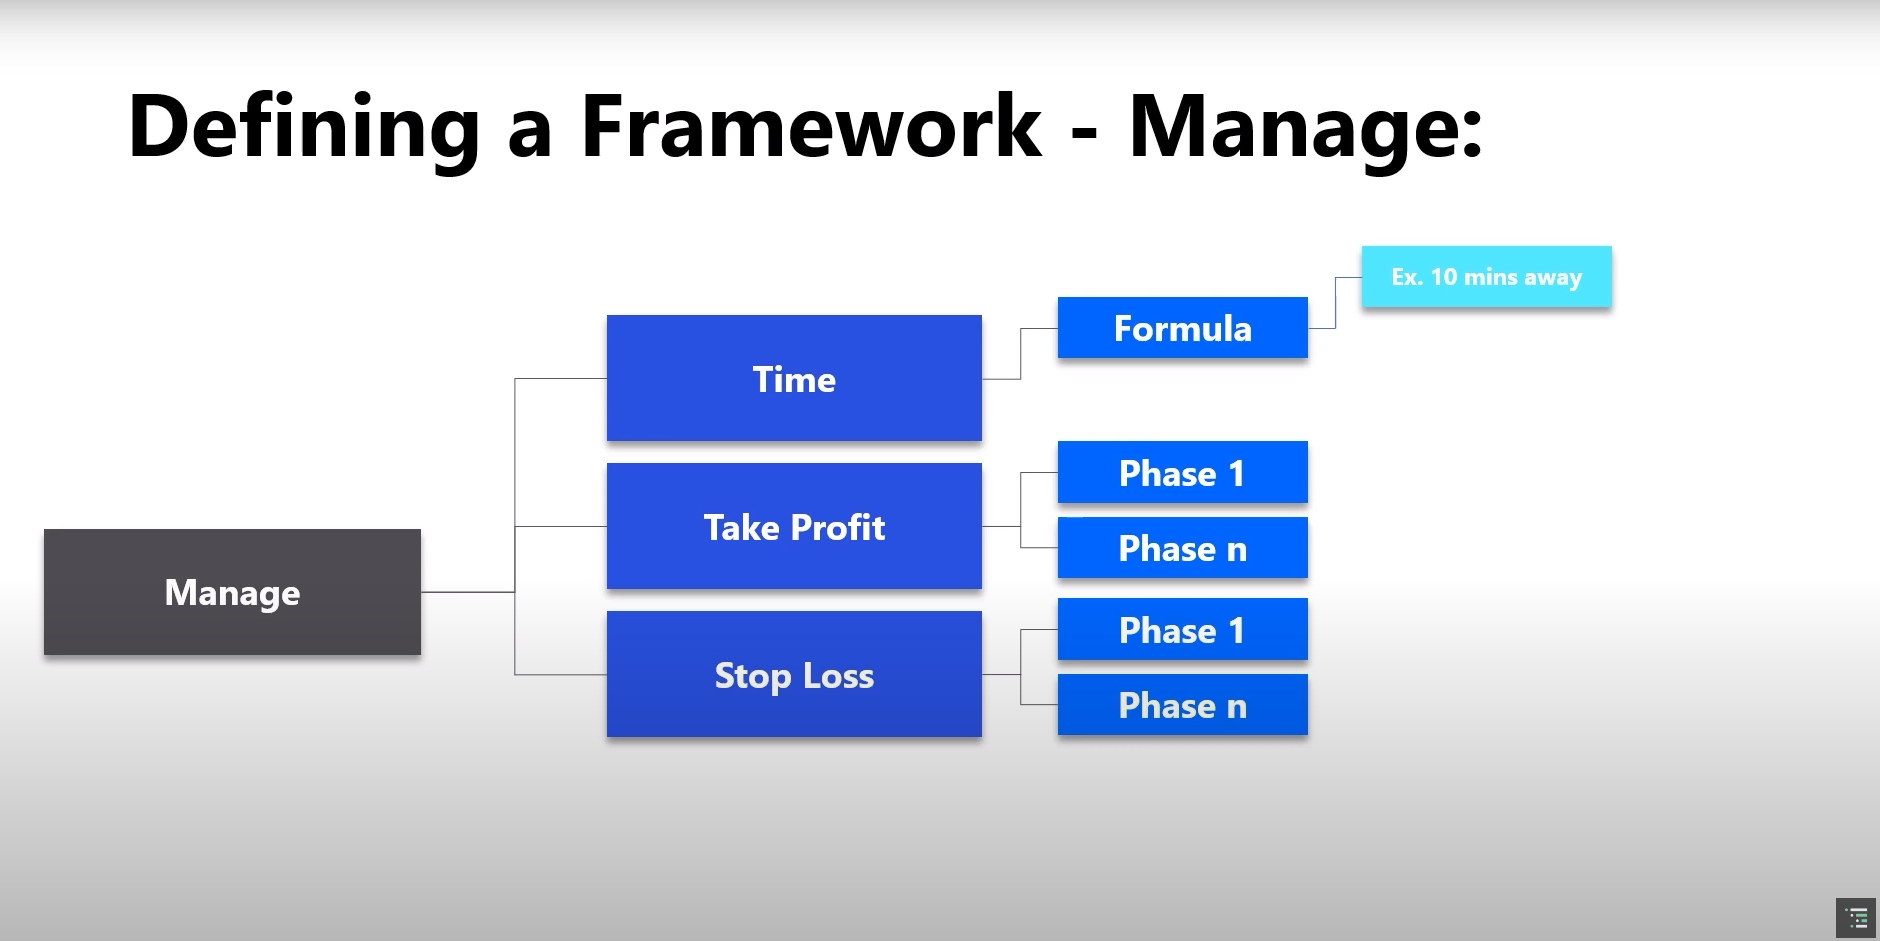 Defining a Framework - Manage:
Ex. 10 mins away
Formula
Time
Phase 1
Take Profit
Phase n
Manage
Phase 1
Stop Loss
Phase n